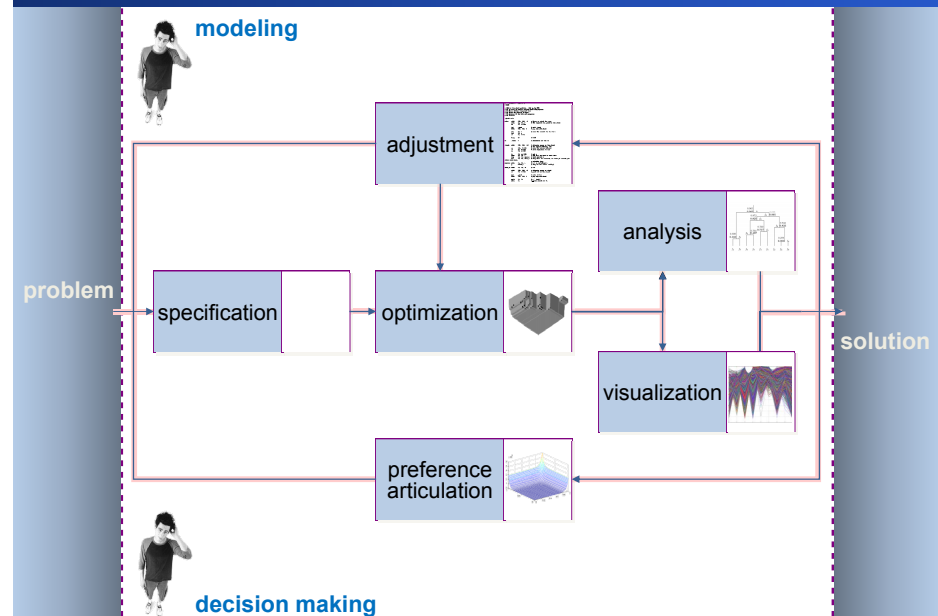 modeling
adjustment
analysis
problem
specification
optimization
solution
visualization
preference
articulation
decision making